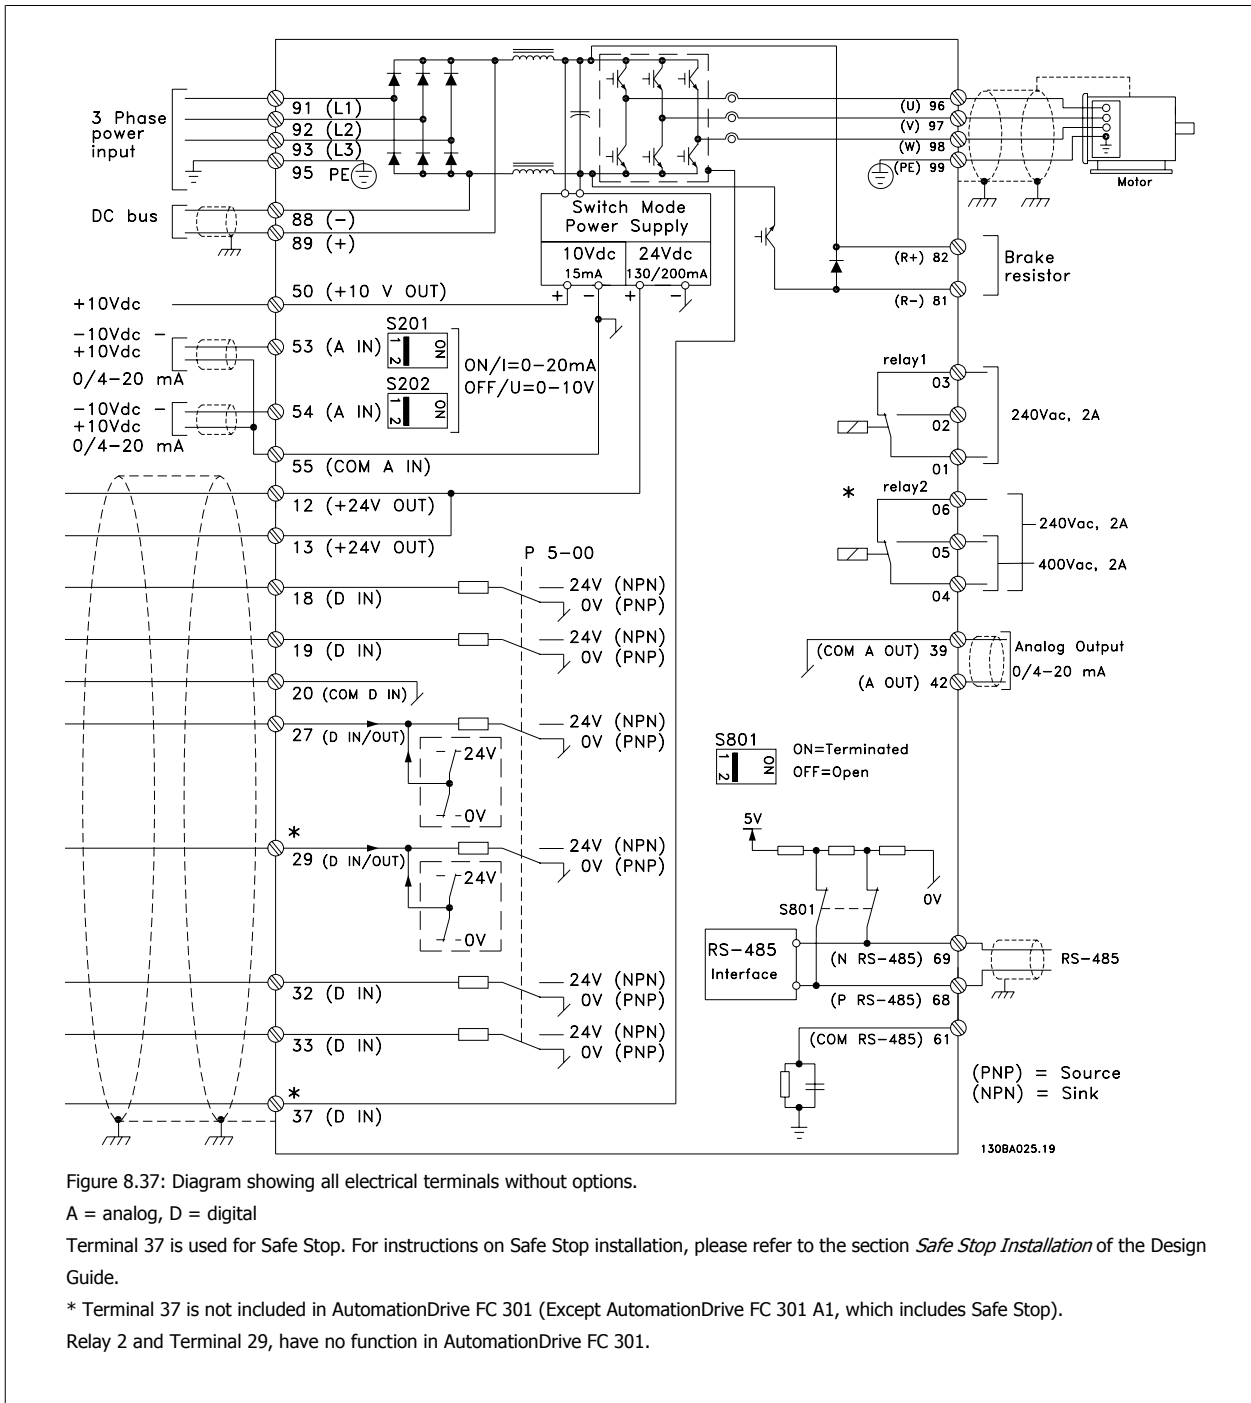 3 Phase
power
input
91 (L1)
92 (L2)
93 (L3)
95 PE
DC bus
88 (-)
89 (+)
Switch Mode
Power Supply
10Vdc
15mA
24Vdc
130/200mA
+ - + -
(U) 96
(V) 97
(W) 98
(PE) 99
Motor
(R+) 82
(R-) 81
Brake
resistor
+10Vdc
50 (+10 V OUT)
-10Vdc -
+10Vdc
0/4-20 mA
53 (A IN)
S201
1 2
ON
-10Vdc -
+10Vdc
0/4-20 mA
54 (A IN)
S202
1 2
ON
ON/I=0-20mA
OFF/U=0-10V
55 (COM A IN)
12 (+24V OUT)
13 (+24V OUT)
P 5-00
18 (D IN)
24V (NPN)
0V (PNP)
19 (D IN)
24V (NPN)
0V (PNP)
20 (COM D IN)
27 (D IN/OUT)
24V (NPN)
0V (PNP)
24V
0V
*
29 (D IN/OUT)
24V (NPN)
0V (PNP)
24V
0V
32 (D IN)
24V (NPN)
0V (PNP)
33 (D IN)
24V (NPN)
0V (PNP)
*
37 (D IN)
relay1
03
02
01
240Vac, 2A
*
relay2
06
05
04
240Vac, 2A
400Vac, 2A
(COM A OUT) 39
(A OUT) 42
Analog Output
0/4-20 mA
S801
1 2
ON
ON=Terminated
OFF=Open
5V
0V
S801
RS-485
Interface
(N RS-485) 69
(P RS-485) 68
RS-485
(COM RS-485) 61
(PNP) = Source
(NPN) = Sink
130BA025.19
Figure 8.37: Diagram showing all electrical terminals without options.
A = analog, D = digital
Terminal 37 is used for Safe Stop. For instructions on Safe Stop installation, please refer to the section Safe Stop Installation of the Design
Guide.
* Terminal 37 is not included in AutomationDrive FC 301 (Except AutomationDrive FC 301 A1, which includes Safe Stop).
Relay 2 and Terminal 29, have no function in AutomationDrive FC 301.